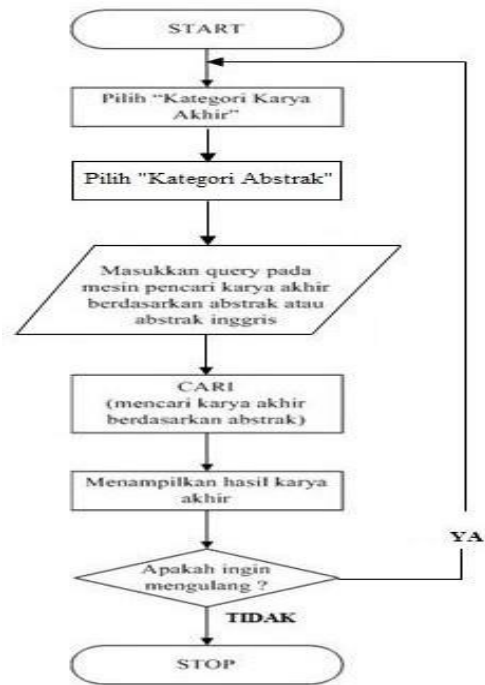 START
Pilih “Kategori Karya
Akhir”
Pilih "Kategori Abstrak"
Masukkan query pada
mesin pencari karya akhir
berdasarkan abstrak atau
abstrak inggris
CARI
(mencari karya akhir
berdasarkan abstrak)
Menampilkan hasil karya
akhir
YA
Apakah ingin
mengulang ?
TIDAK
STOP